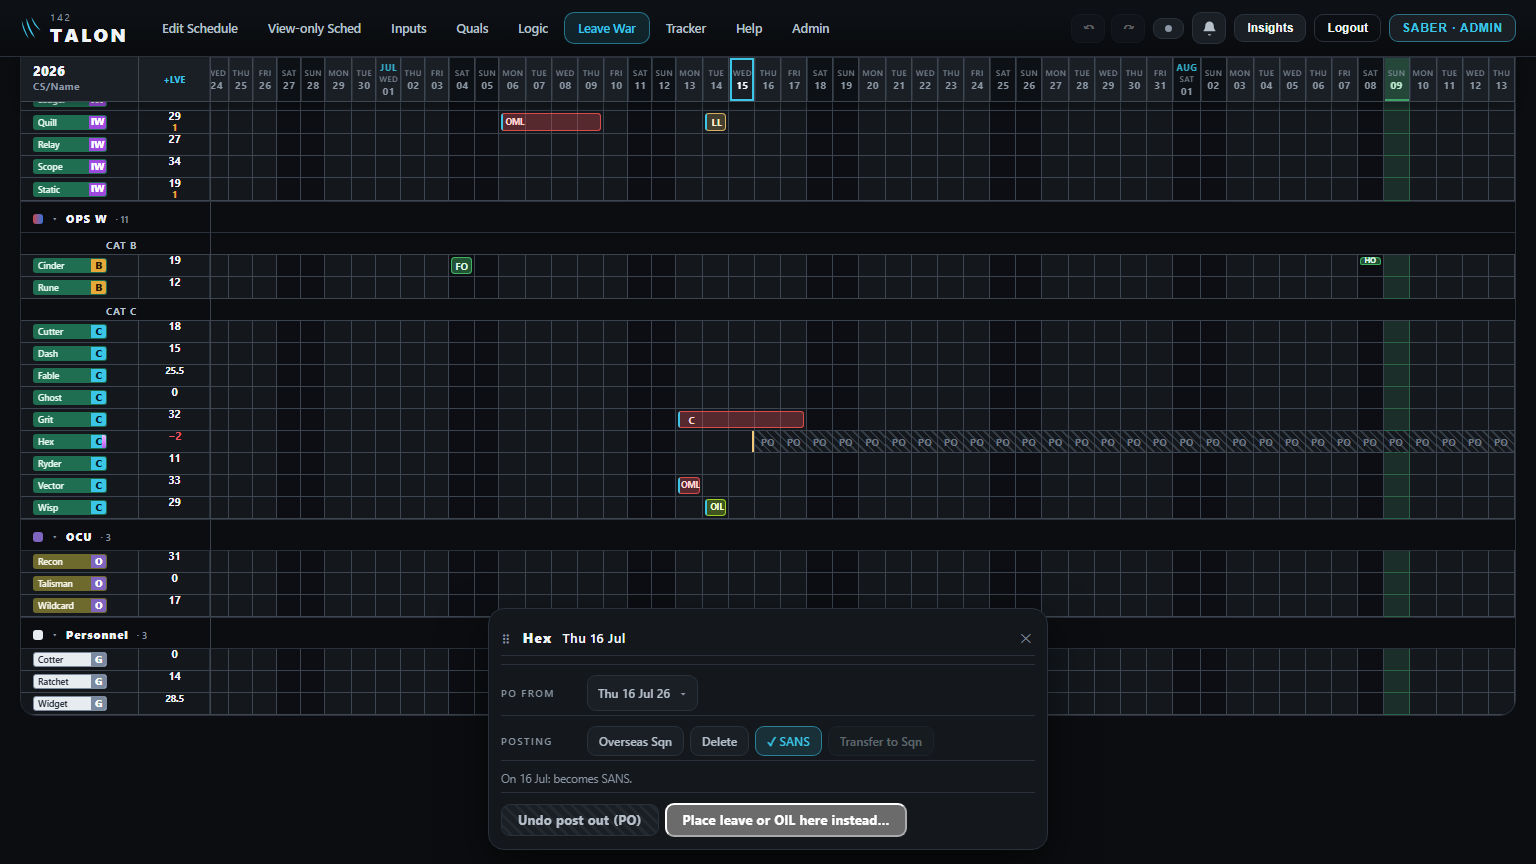 142
TALON
Edit Schedule
View-only Sched
Inputs
Quals
Logic
Leave War
Tracker
Help
Admin
Insights
Logout
SABER · ADMIN
2026
CS/Name
+LVE
JUL
AUG
WED THU FRI SAT SUN MON TUE WED THU FRI SAT SUN MON TUE WED THU FRI SAT SUN MON TUE WED THU FRI SAT SUN MON TUE WED THU FRI SAT SUN MON TUE WED THU FRI SAT SUN MON TUE WED THU FRI SAT SUN MON TUE WED THU
24 25 26 27 28 29 30 01 02 03 04 05 06 07 08 09 10 11 12 13 14 15 16 17 18 19 20 21 22 23 24 25 26 27 28 29 30 31 01 02 03 04 05 06 07 08 09 10 11 12 13
Quill IW 29 1 OML LL
Relay IW 27
Scope IW 34
Static IW 19 1
OPS W · 11
CAT B
Cinder B 19 FO HO
Rune B 12
CAT C
Cutter C 18
Dash C 15
Fable C 25.5
Ghost C 0
Grit C 32 C
Hex C −2 PO PO PO PO PO PO PO PO PO PO PO PO PO PO PO PO PO PO PO PO PO PO PO PO PO PO PO PO PO
Ryder C 11
Vector C 33 OML
Wisp C 29 OIL
OCU · 3
Recon O 31
Talisman O 0
Wildcard O 17
Personnel · 3
Cotter G 0
Ratchet G 14
Widget G 28.5
Hex Thu 16 Jul
PO FROM
Thu 16 Jul 26
POSTING
Overseas Sqn
Delete
✓ SANS
Transfer to Sqn
On 16 Jul: becomes SANS.
Undo post out (PO)
Place leave or OIL here instead...